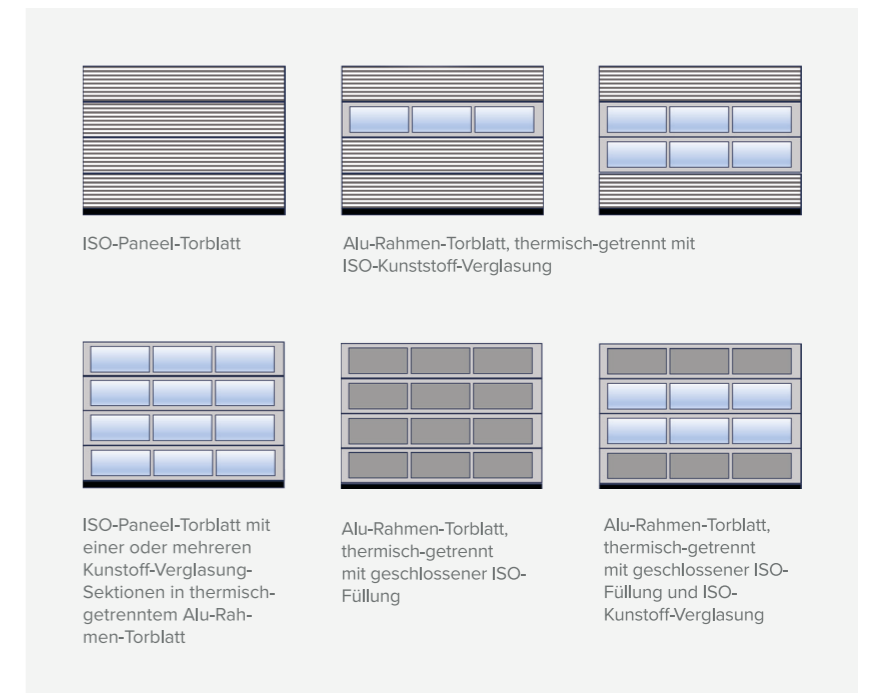 ISO-Paneel-Torblatt
Alu-Rahmen-Torblatt, thermisch-getrennt mit
ISO-Kunststoff-Verglasung
ISO-Paneel-Torblatt mit
einer oder mehreren
Kunstoff-Verglasung-
Sektionen in thermisch-
getrenntem Alu-Rah-
men-Torblatt
Alu-Rahmen-Torblatt,
thermisch-getrennt
mit geschlossener ISO-
Füllung
Alu-Rahmen-Torblatt,
thermisch-getrennt
mit geschlossener ISO-
Füllung und ISO-
Kunstoff-Verglasung